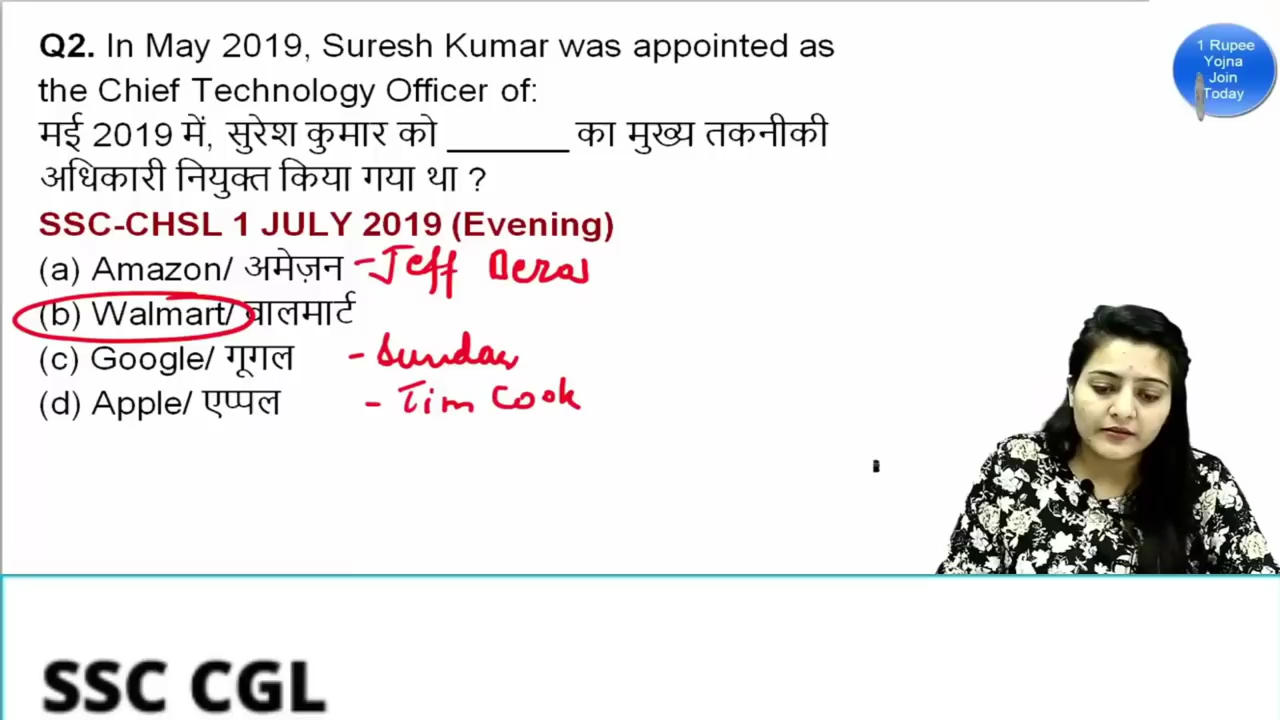 Q2. In May 2019, Suresh Kumar was appointed as
the Chief Technology Officer of:
मई 2019 में, सुरेश कुमार को _______ का मुख्य तकनीकी
अधिकारी नियुक्त किया गया था ?
SSC-CHSL 1 JULY 2019 (Evening)
(a) Amazon/ अमेज़न - Jeff Bezos
(b) Walmart/ वालमार्ट
(c) Google/ गूगल - Sundar
(d) Apple/ एप्पल - Tim Cook
1 Rupee
Yojna
Join
Today
SSC CGL